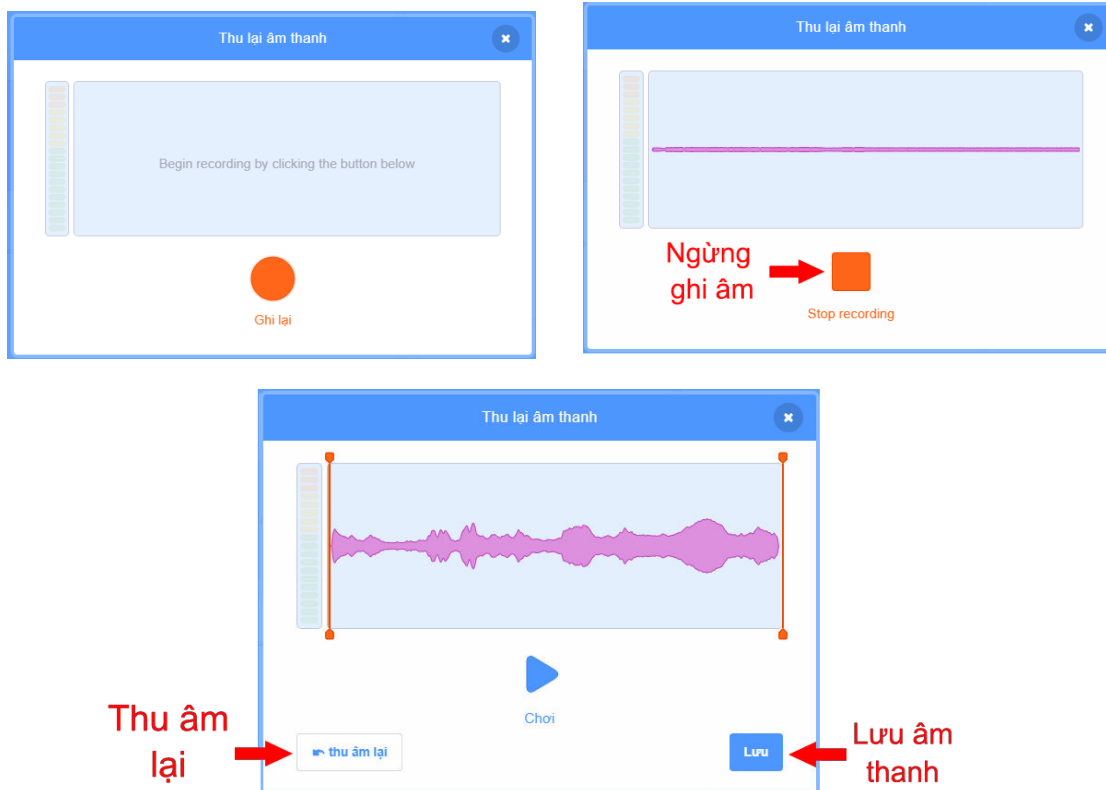 Thu lại âm thanh
Begin recording by clicking the button below
Ghi lại
Thu lại âm thanh
Ngừng
ghi âm
Stop recording
Thu lại âm thanh
Chơi
Thu âm
lại
thu âm lại
Lưu
Lưu âm
thanh